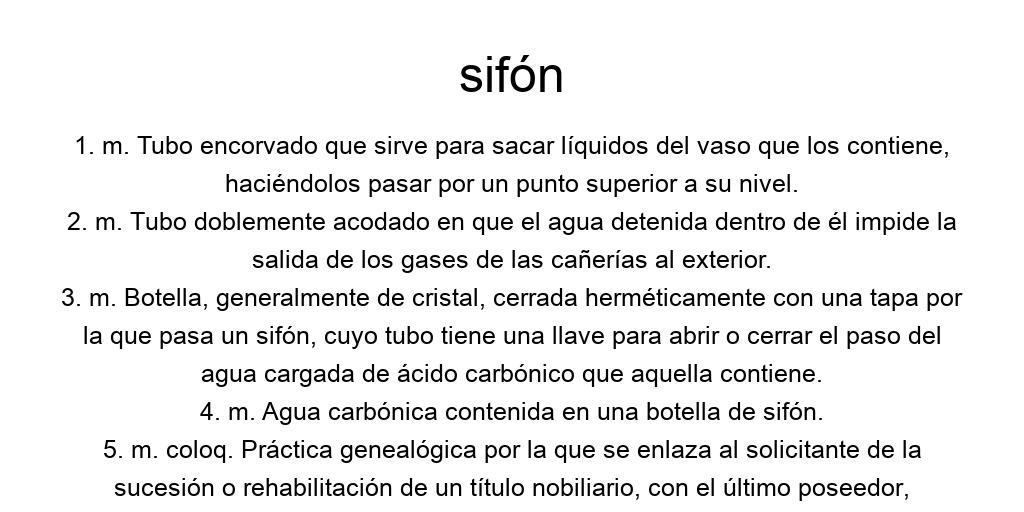 sifón
1. m. Tubo encorvado que sirve para sacar líquidos del vaso que los contiene,
haciéndolos pasar por un punto superior a su nivel.
2. m. Tubo doblemente acodado en que el agua detenida dentro de él impide la
salida de los gases de las cañerías al exterior.
3. m. Botella, generalmente de cristal, cerrada herméticamente con una tapa por
la que pasa un sifón, cuyo tubo tiene una llave para abrir o cerrar el paso del
agua cargada de ácido carbónico que aquella contiene.
4. m. Agua carbónica contenida en una botella de sifón.
5. m. coloq. Práctica genealógica por la que se enlaza al solicitante de la
sucesión o rehabilitación de un título nobiliario, con el último poseedor,